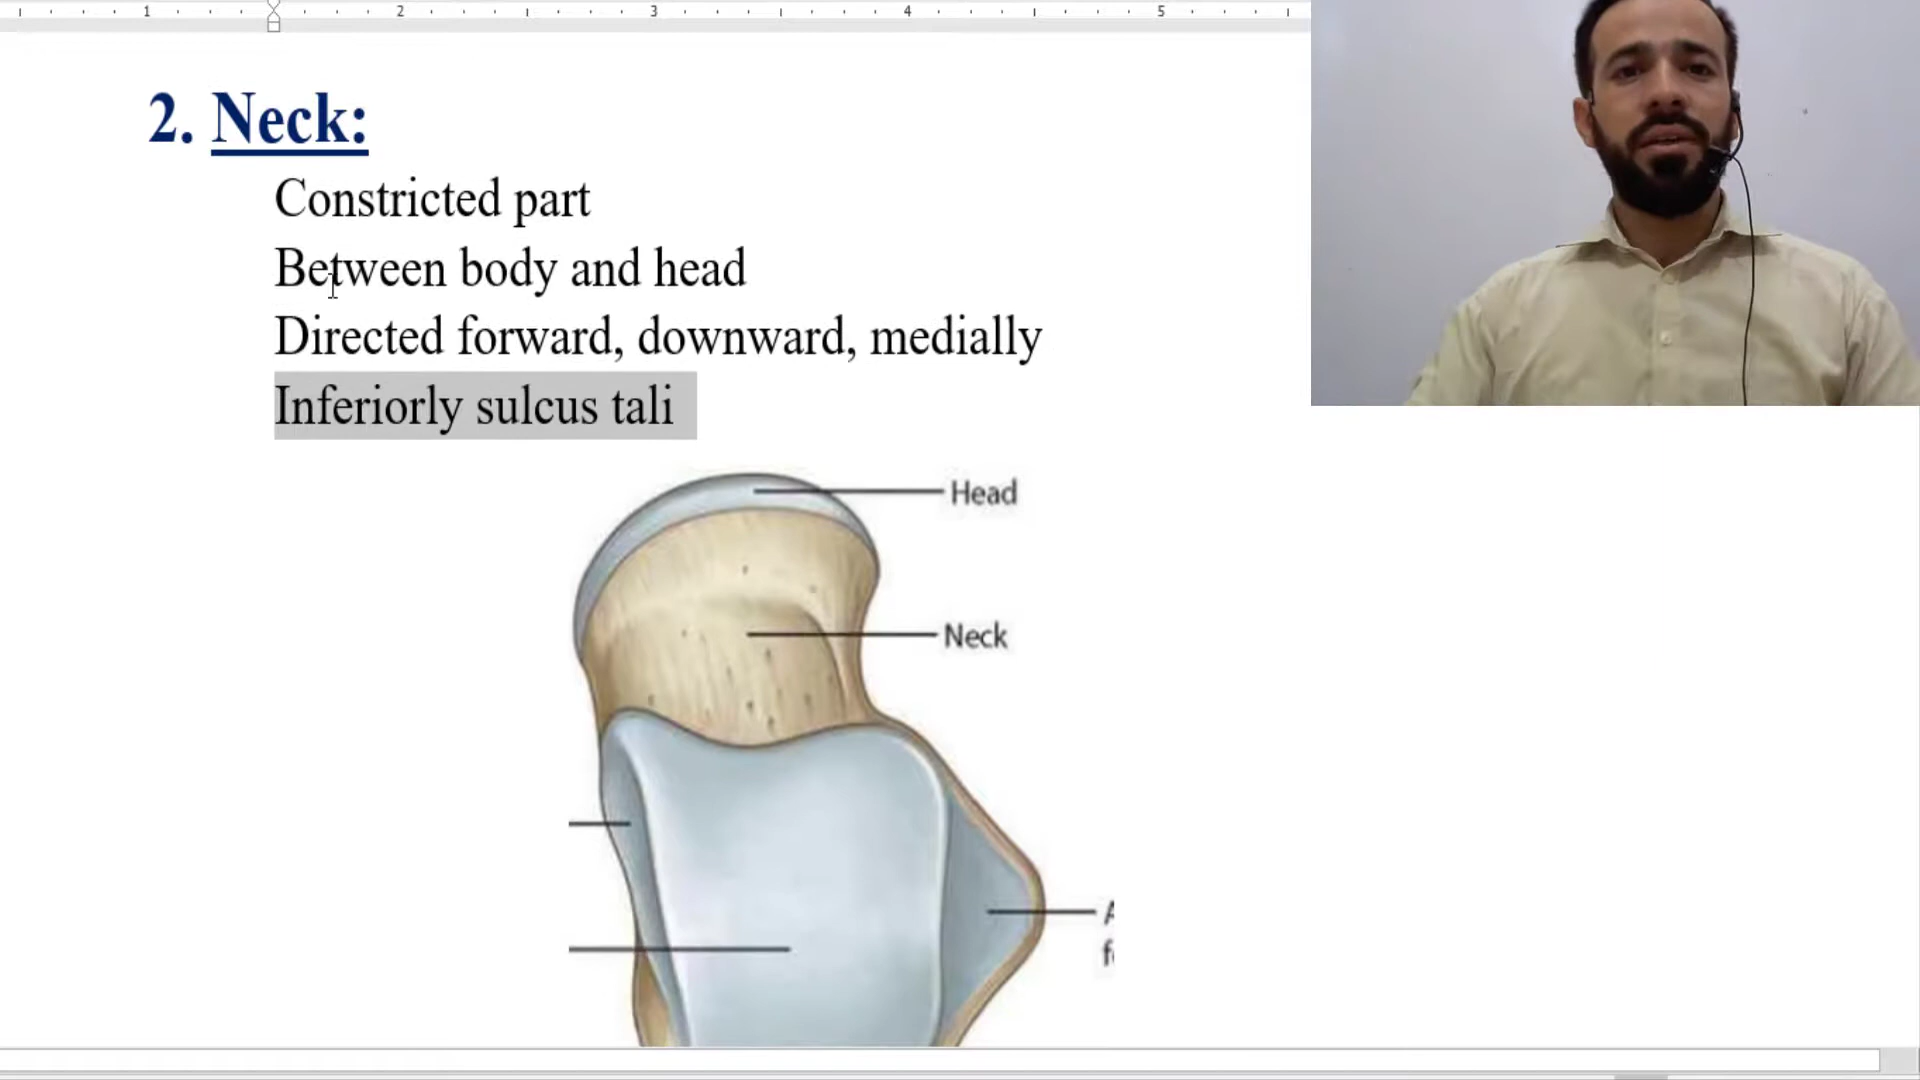 1 2 3 4 5
2. Neck:
Constricted part
Between body and head
Directed forward, downward, medially
Inferiorly sulcus tali
Head
Neck